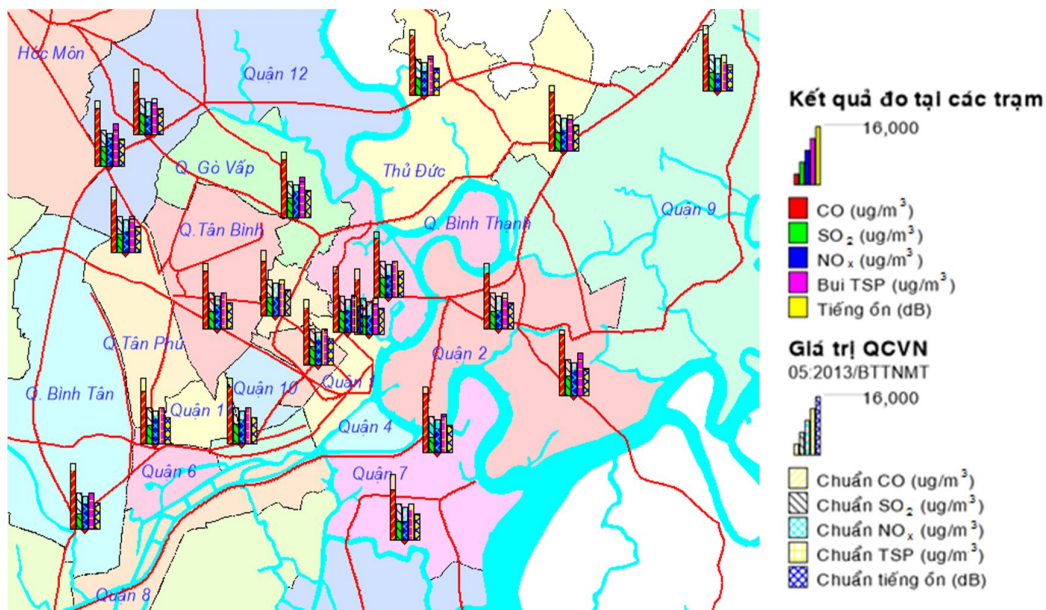 Hóc Môn
Quận 12
Q. Gò Vấp
Thủ Đức
Q.Tân Bình
Q. Bình Thanh
Quận 9
Q.Tân Phú
Quận 2
Q. Bình Tân
Quận 10
Quận 1
Quận 1
Quận 4
Quận 6
Quận 7
Quận 8
Kết quả đo tại các trạm
16,000
CO (ug/m³)
SO₂ (ug/m³)
NOₓ (ug/m³)
Bui TSP (ug/m³)
Tiếng ồn (dB)
Giá trị QCVN
05:2013/BTTNMT
16,000
Chuẩn CO (ug/m³)
Chuẩn SO₂ (ug/m³)
Chuẩn NOₓ (ug/m³)
Chuẩn TSP (ug/m³)
Chuẩn tiếng ồn (dB)